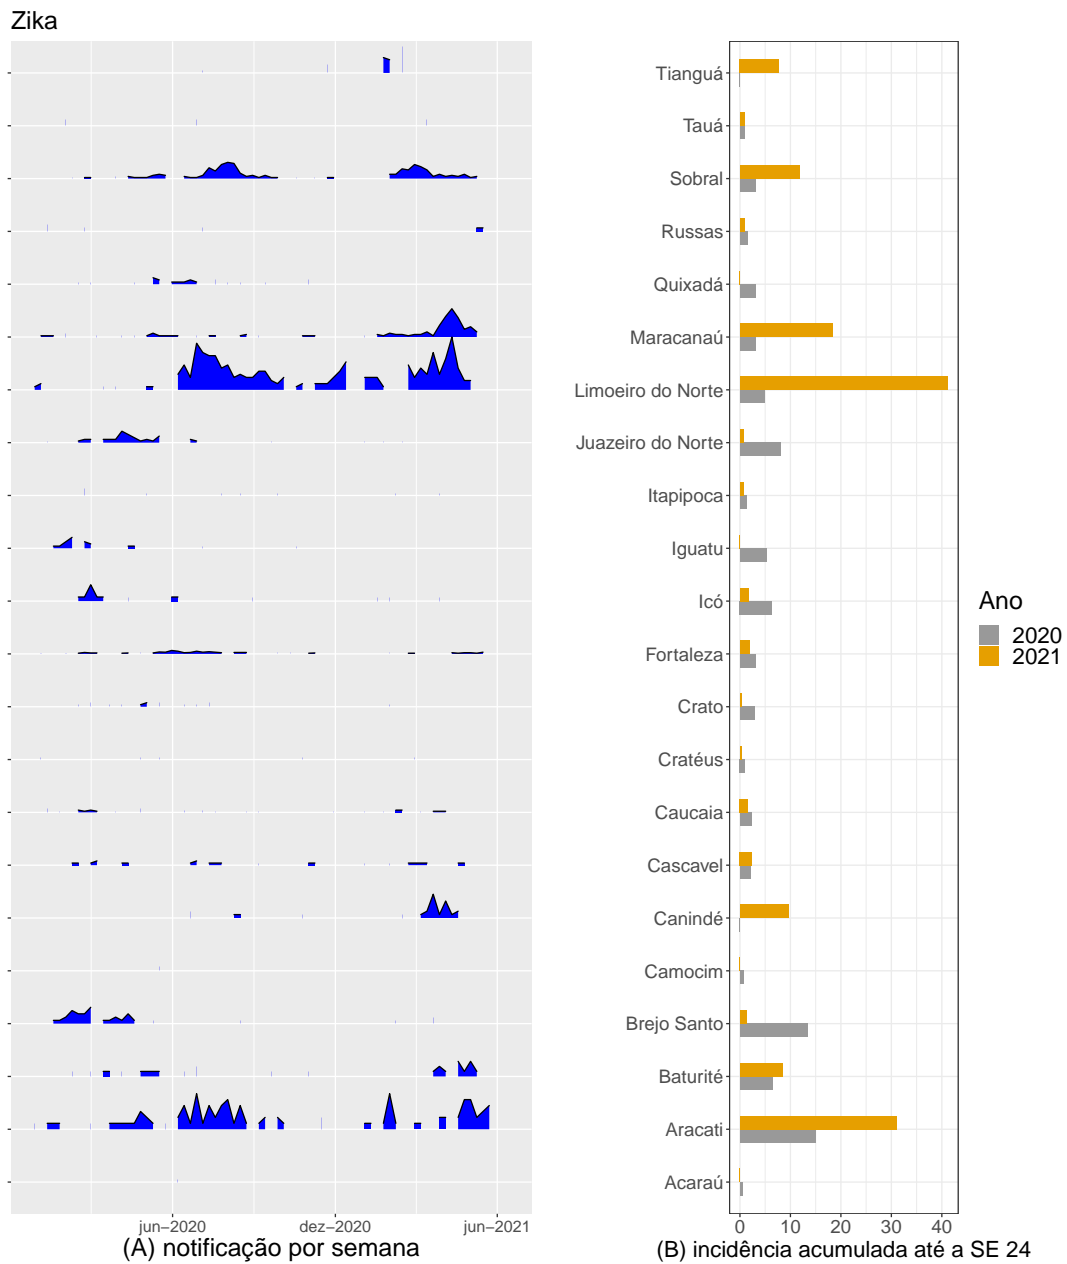 Zika
Tianguá
Tauá
Sobral
Russas
Quixadá
Maracanaú
Limoeiro do Norte
Juazeiro do Norte
Itapipoca
Iguatu
Icó
Fortaleza
Crato
Cratéus
Caucaia
Cascavel
Canindé
Camocim
Brejo Santo
Baturité
Aracati
Acaraú
Ano
2020
2021
jun−2020 dez−2020 jun−2021
(A) notificação por semana
0 10 20 30 40
(B) incidência acumulada até a SE 24